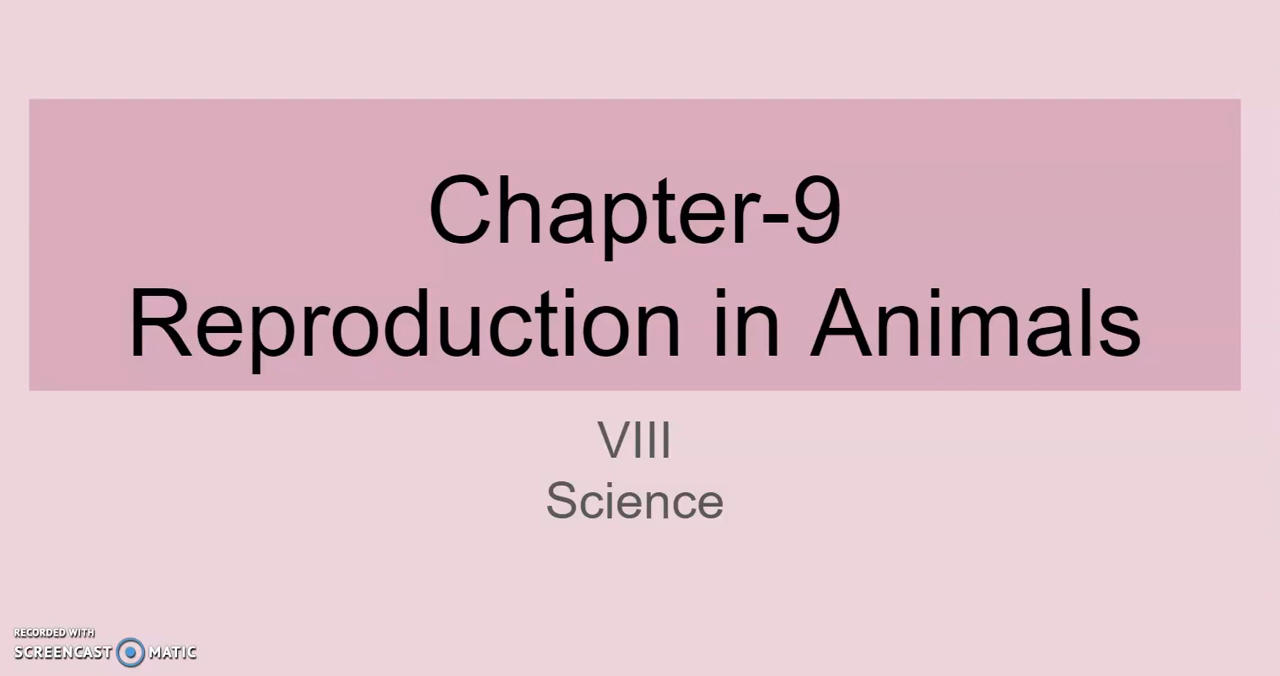 Chapter-9
Reproduction in Animals
VIII
Science
RECORDED WITH
SCREENCAST MATIC